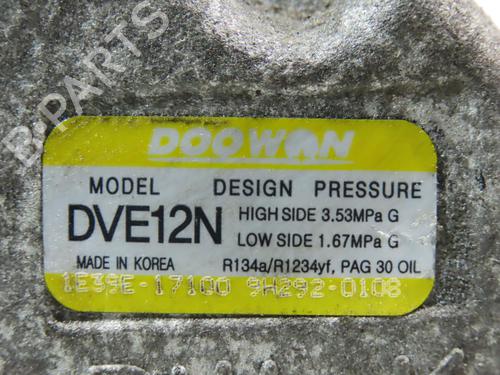 DOOWON
MODEL DESIGN PRESSURE
DVE12N HIGH SIDE 3.53MPa G
LOW SIDE 1.67MPa G
MADE IN KOREA R134a/R1234yf, PAG 30 OIL
1E39E-17100 9H292-0108
B-PARTS